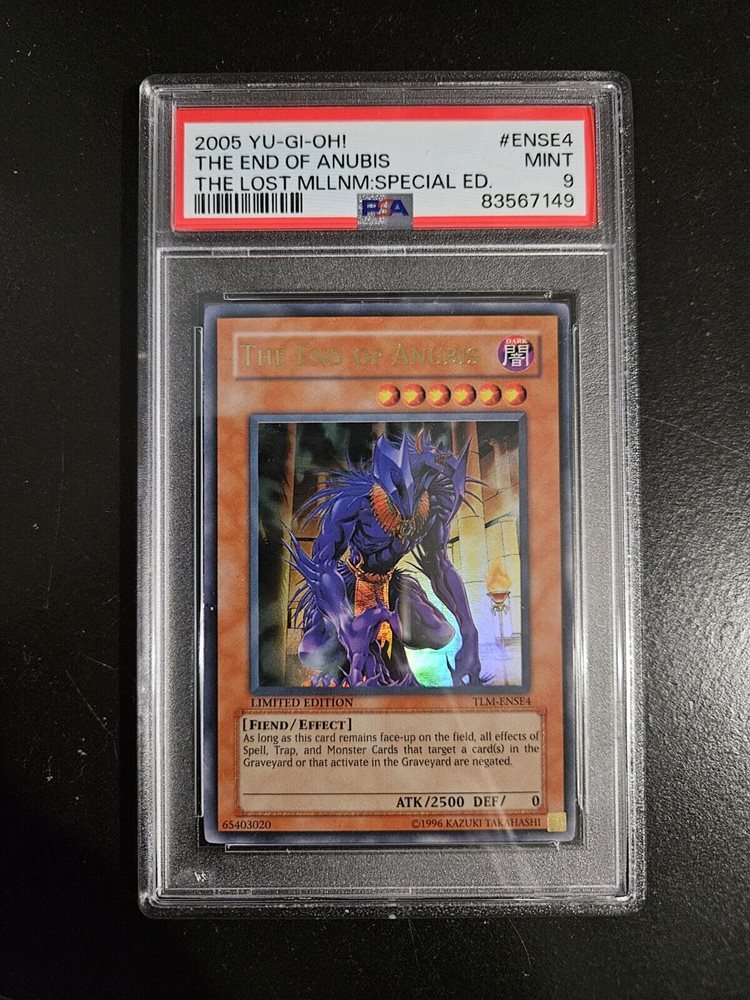 2005 YU-GI-OH! #ENSE4
THE END OF ANUBIS MINT
THE LOST MLLNM:SPECIAL ED. 9
PSA 83567149
THE END OF ANUBIS
DARK
闇
LIMITED EDITION TLM-ENSE4
[FIEND/EFFECT]
As long as this card remains face-up on the field, all effects of
Spell, Trap, and Monster Cards that target a card(s) in the
Graveyard or that activate in the Graveyard are negated.
ATK/2500 DEF/ 0
65403020 ©1996 KAZUKI TAKAHASHI